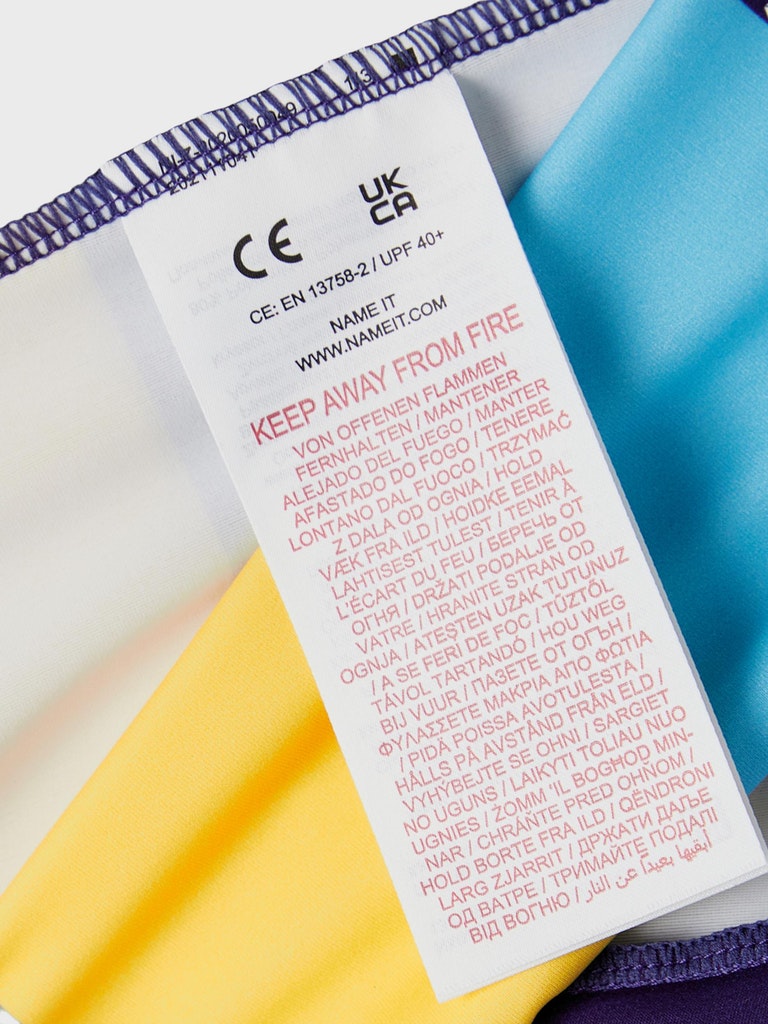 1/3
CE
UK
CA
CE: EN 13758-2 / UPF 40+
NAME IT
WWW.NAMEIT.COM
KEEP AWAY FROM FIRE
VON OFFENEN FLAMMEN
FERNHALTEN / MANTENER
ALEJADO DEL FUEGO / MANTER
AFASTADO DO FOGO / TENERE
LONTANO DAL FUOCO / TRZYMAĆ
Z DALA OD OGNIA / HOLD
VÆK FRA ILD / HOIDKE EEMAL
LAHTISEST TULEST / TENIR À
L'ÉCART DU FEU / БЕРЕЧЬ ОТ
ОГНЯ / DRŽATI PODALJE OD
VATRE / HRANITE STRAN OD
OGNJA / ATEŞTEN UZAK TUTUNUZ
/ A SE FERI DE FOC / TŰZTŐL
TÁVOL TARTANDÓ / HOU WEG
BIJ VUUR / ПАЗЕТЕ ОТ ОГЪН /
ΦΥΛΑΣΣΕΤΕ ΜΑΚΡΙΑ ΑΠΟ ΦΩΤΙΑ
/ PIDÄ POISSA AVOTULESTA /
HÅLLS PÅ AVSTÅND FRÅN ELD /
VYHÝBEJTE SE OHNI / SARGIET
NO UGUNS / LAIKYTI TOLIAU NUO
UGNIES / ŻOMM 'IL BOGĦOD MIN-
NAR / CHRÁŇTE PRED OHŇOM /
HOLD BORTE FRA ILD / QËNDRONI
LARG ZJARRIT / ДРЖАТИ ДАЉЕ
ОД ВАТРЕ / ТРИМАЙТЕ ПОДАЛІ
ВІД ВОГНЮ / أبقيها بعيداً عن النار